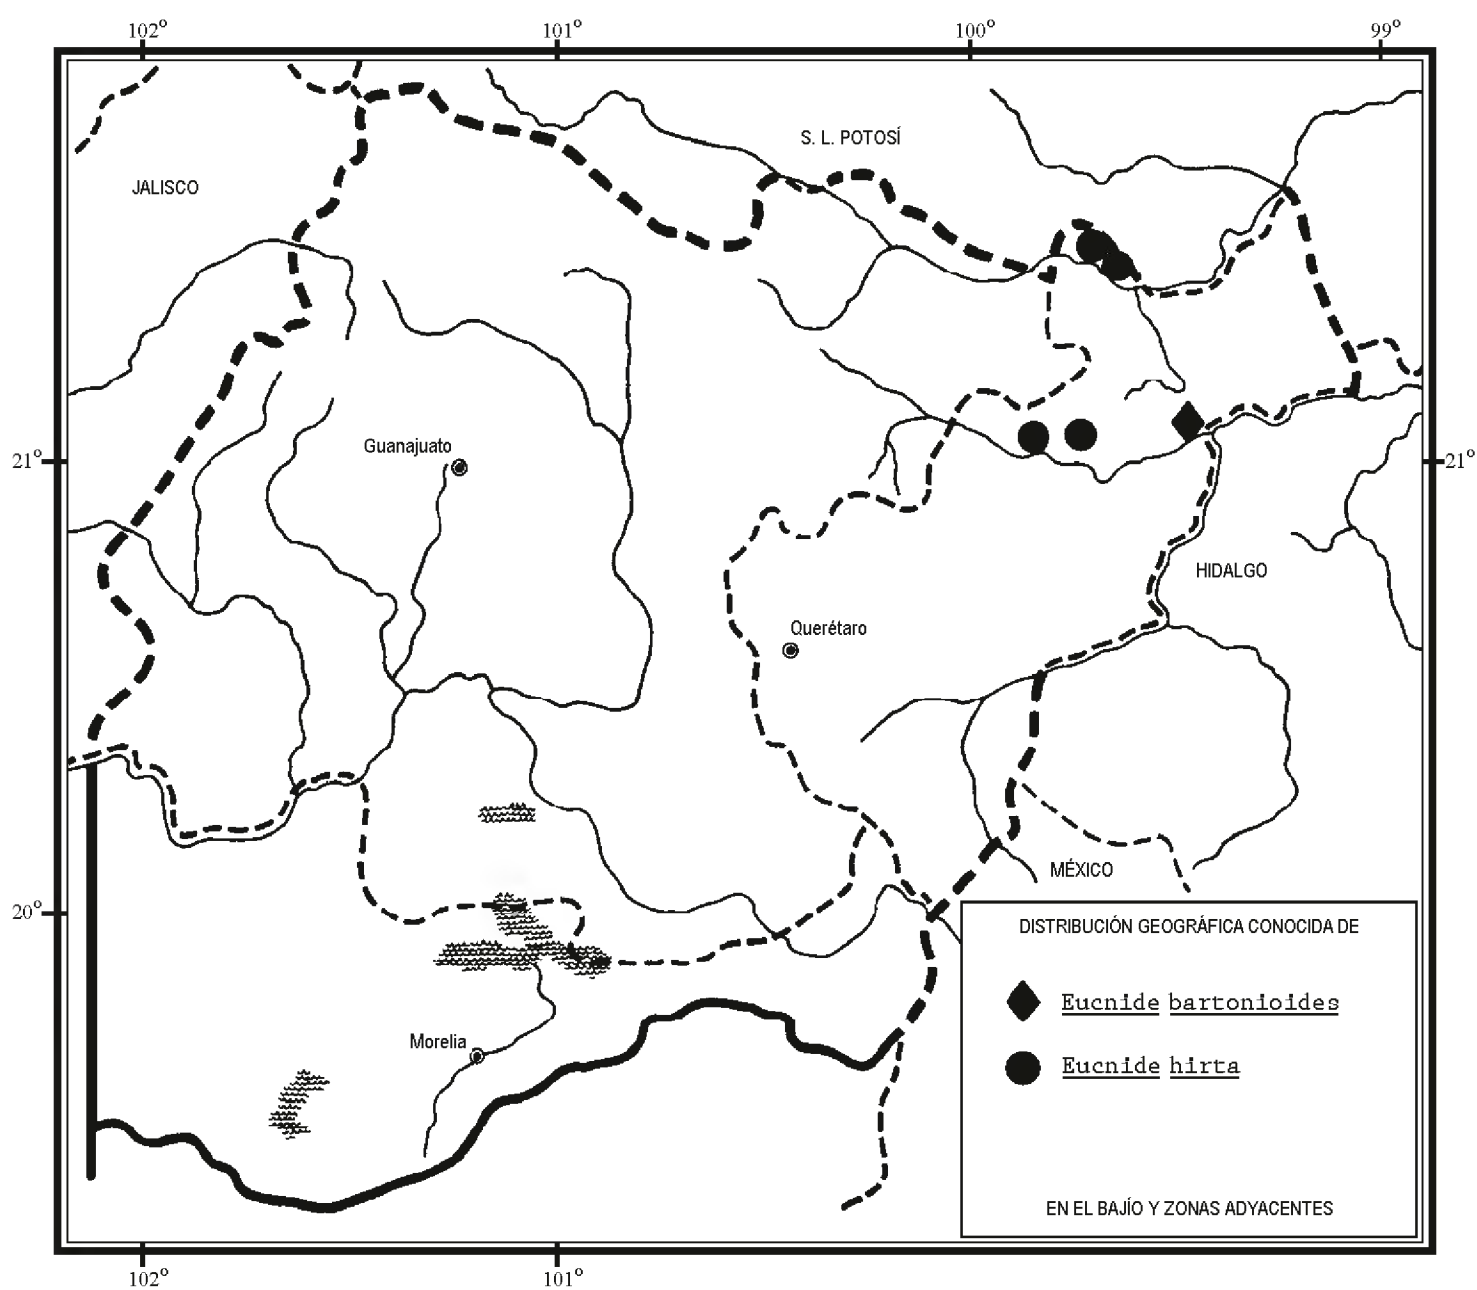 102° 101° 100° 99°
S. L. POTOSÍ
JALISCO
Guanajuato
21° 21°
HIDALGO
Querétaro
MÉXICO
20°
DISTRIBUCIÓN GEOGRÁFICA CONOCIDA DE
Eucnide bartonioides
Morelia
Eucnide hirta
EN EL BAJÍO Y ZONAS ADYACENTES
102° 101°